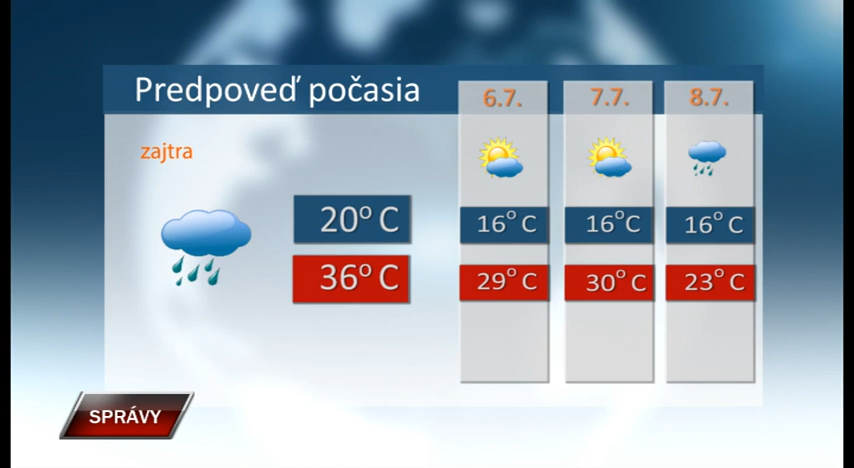 Predpoveď počasia
zajtra
20° C
36° C
6.7.
16° C
29° C
7.7.
16°C
30° C
8.7.
16° C
23° C
SPRÁVY